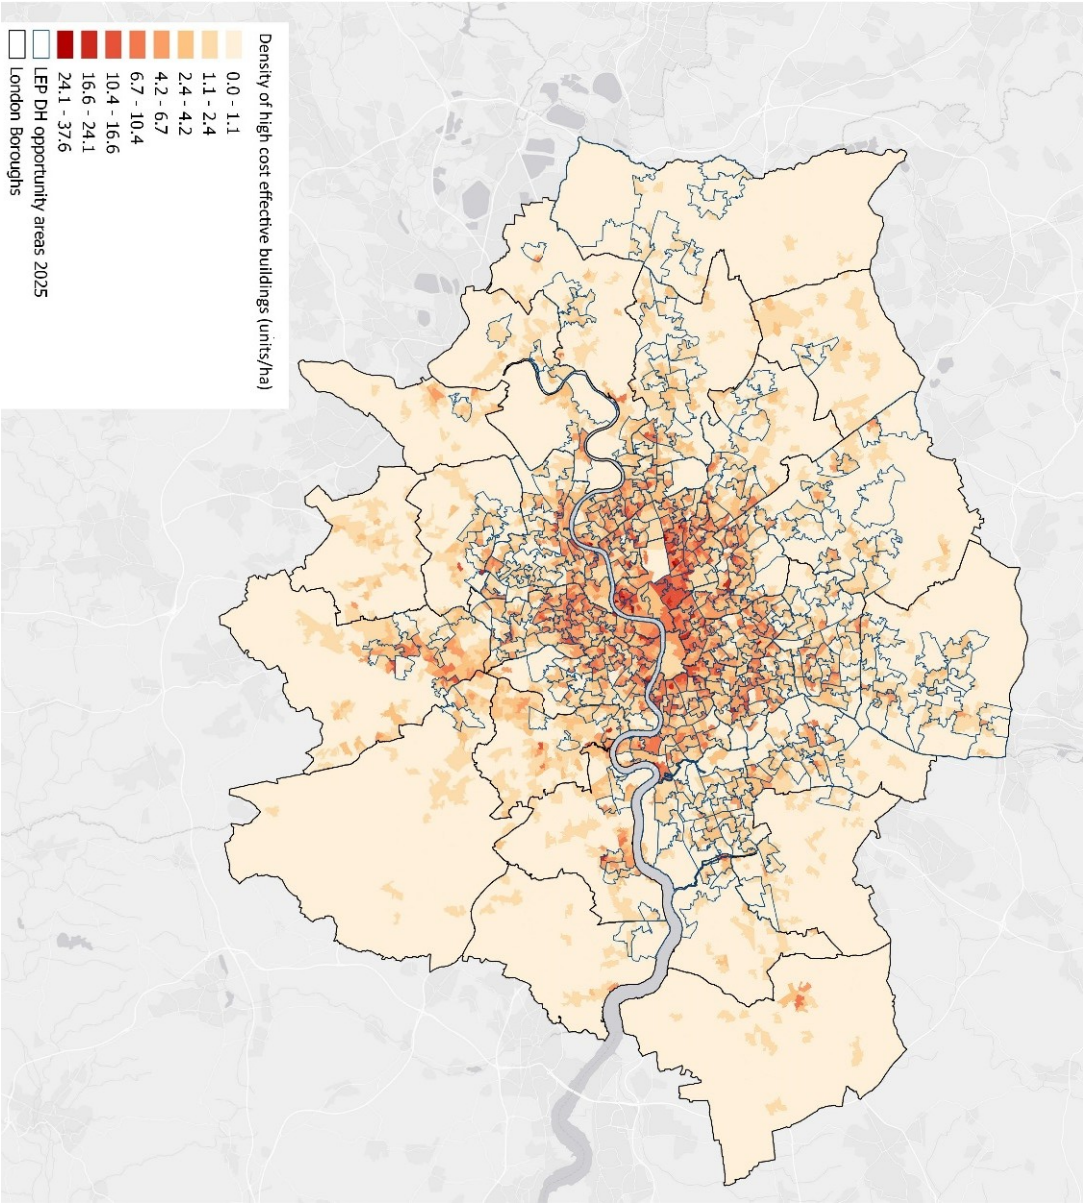 Density of high cost effective buildings (units/ha)
0.0 - 1.1
1.1 - 2.4
2.4 - 4.2
4.2 - 6.7
6.7 - 10.4
10.4 - 16.6
16.6 - 24.1
24.1 - 37.6
LEP DH opportunity areas 2025
London Boroughs